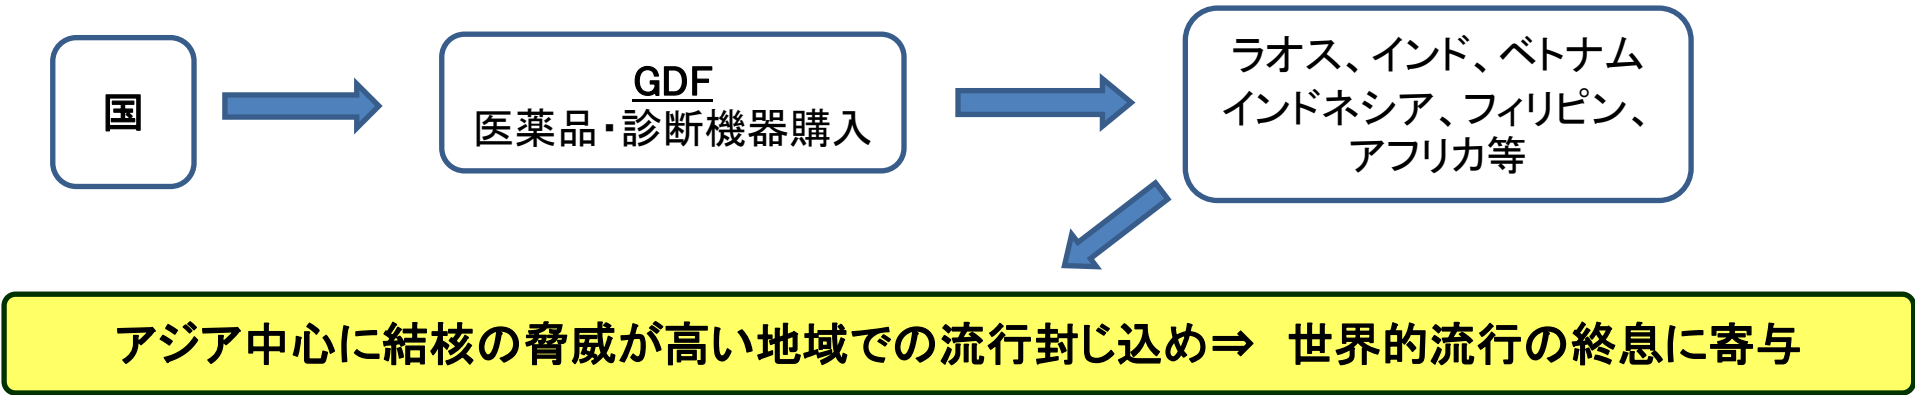 国
GDF
医薬品・診断機器購入
ラオス、インド、ベトナム
インドネシア、フィリピン、
アフリカ等
アジア中心に結核の脅威が高い地域での流行封じ込め⇒　世界的流行の終息に寄与